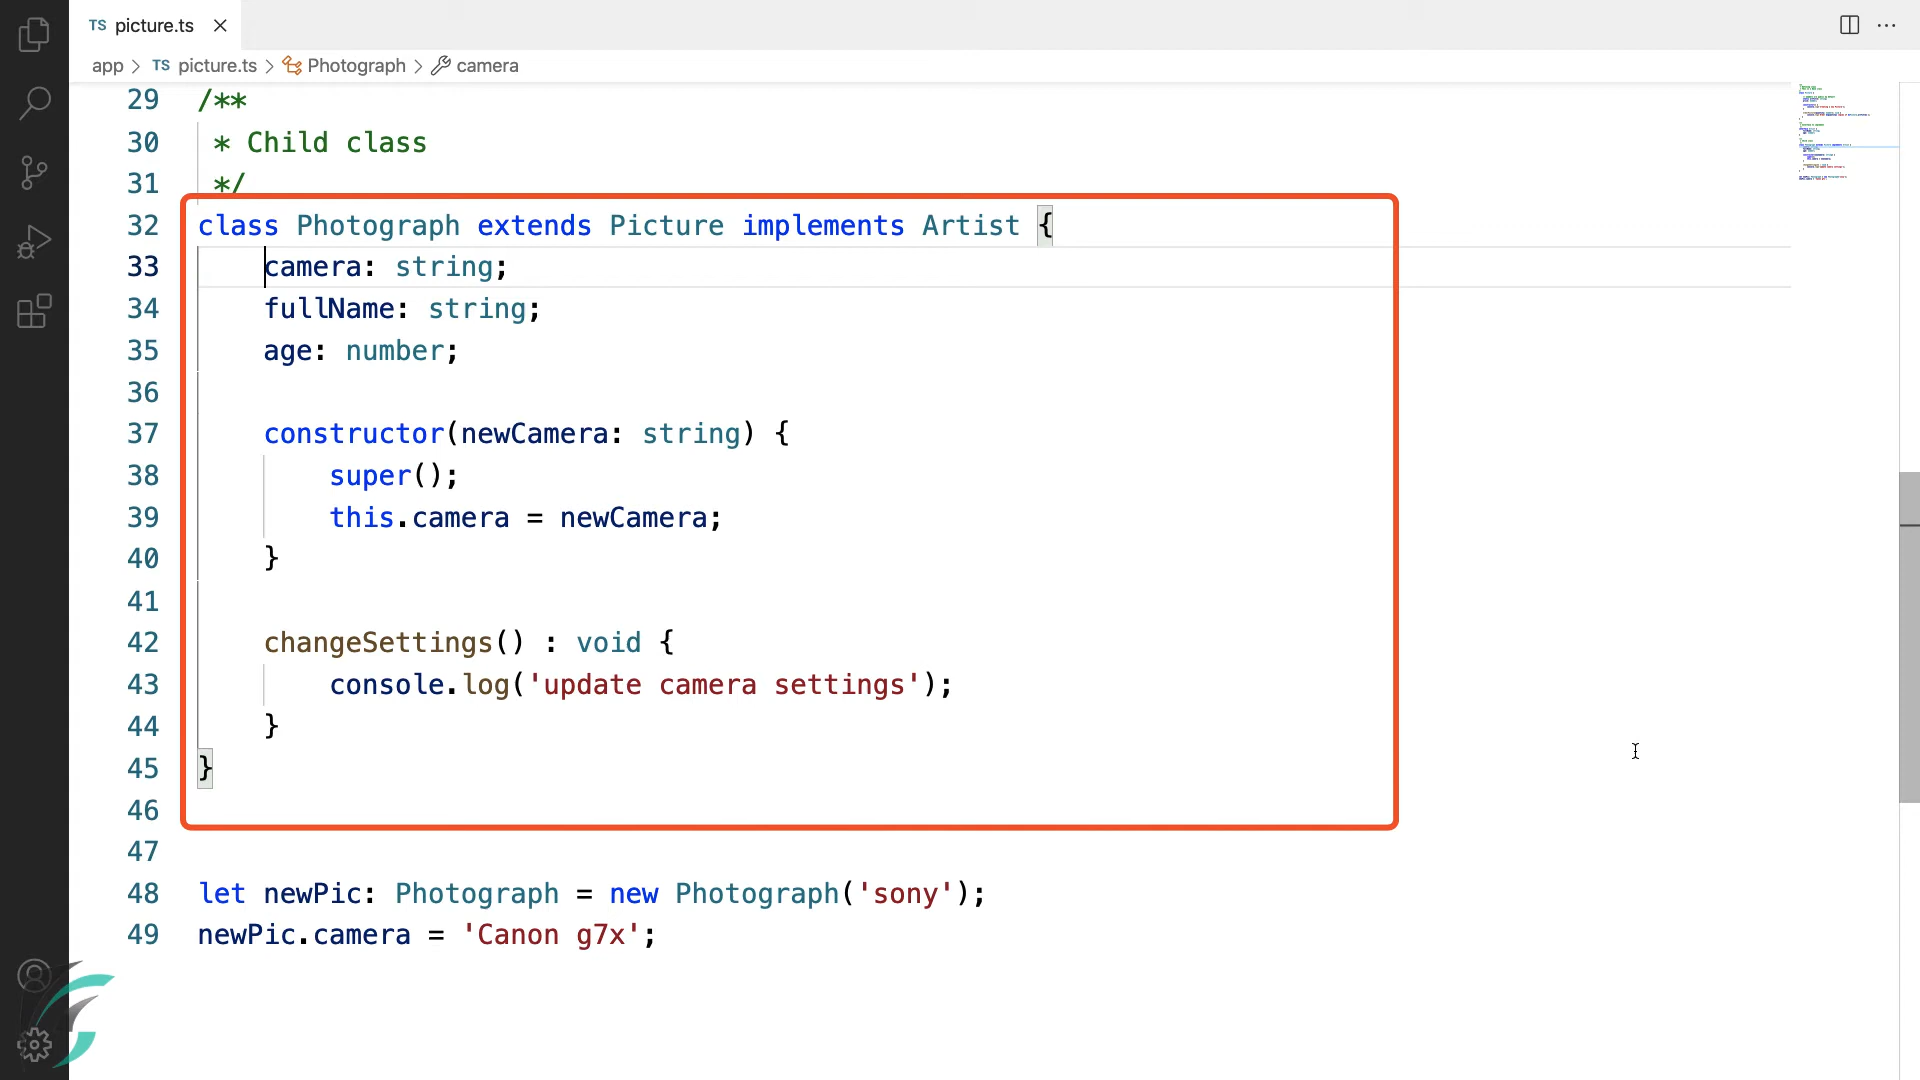 TS picture.ts
app > TS picture.ts > Photograph > camera
29 /**
30 * Child class
31 */
32 class Photograph extends Picture implements Artist {
33 camera: string;
34 fullName: string;
35 age: number;
36
37 constructor(newCamera: string) {
38 super();
39 this.camera = newCamera;
40 }
41
42 changeSettings() : void {
43 console.log('update camera settings');
44 }
45 }
46
47
48 let newPic: Photograph = new Photograph('sony');
49 newPic.camera = 'Canon g7x';